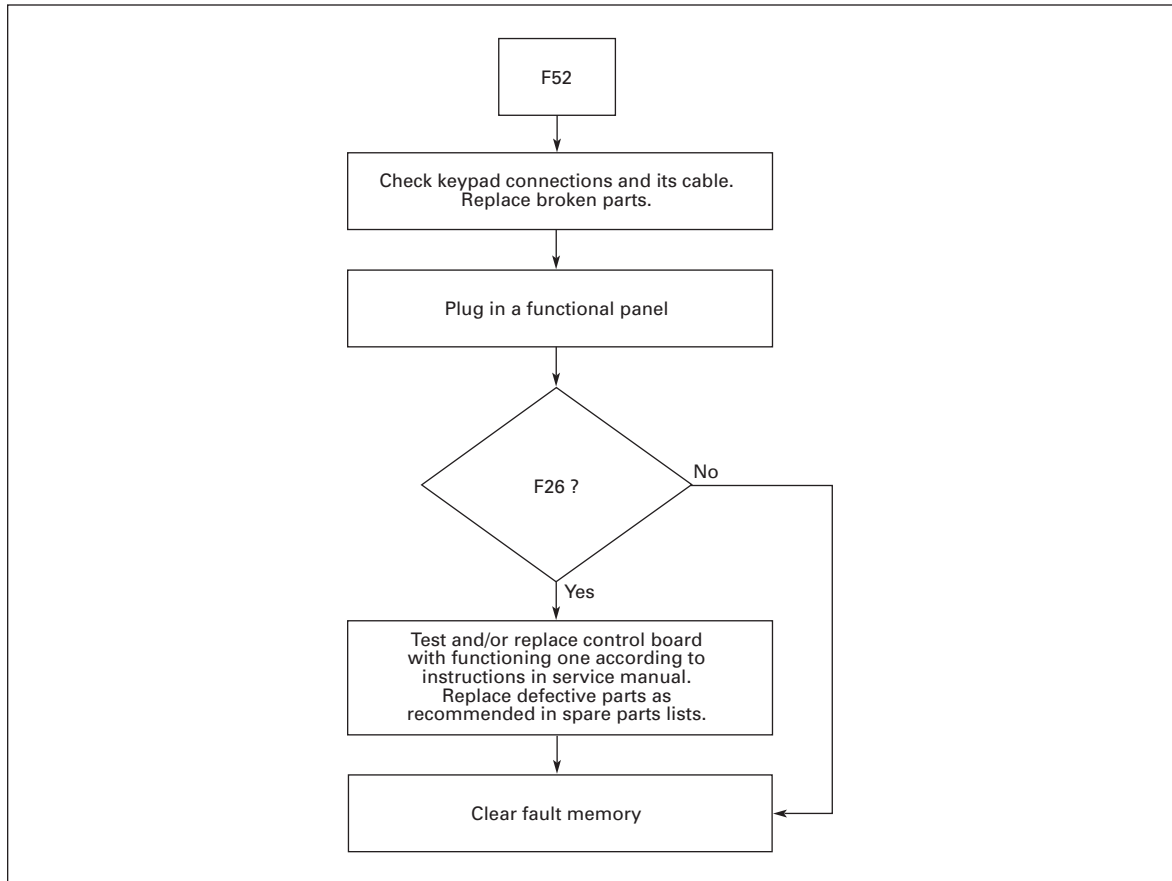 F52
Check keypad connections and its cable.
Replace broken parts.
Plug in a functional panel
F26 ?
No
Yes
Test and/or replace control board
with functioning one according to
instructions in service manual.
Replace defective parts as
recommended in spare parts lists.
Clear fault memory